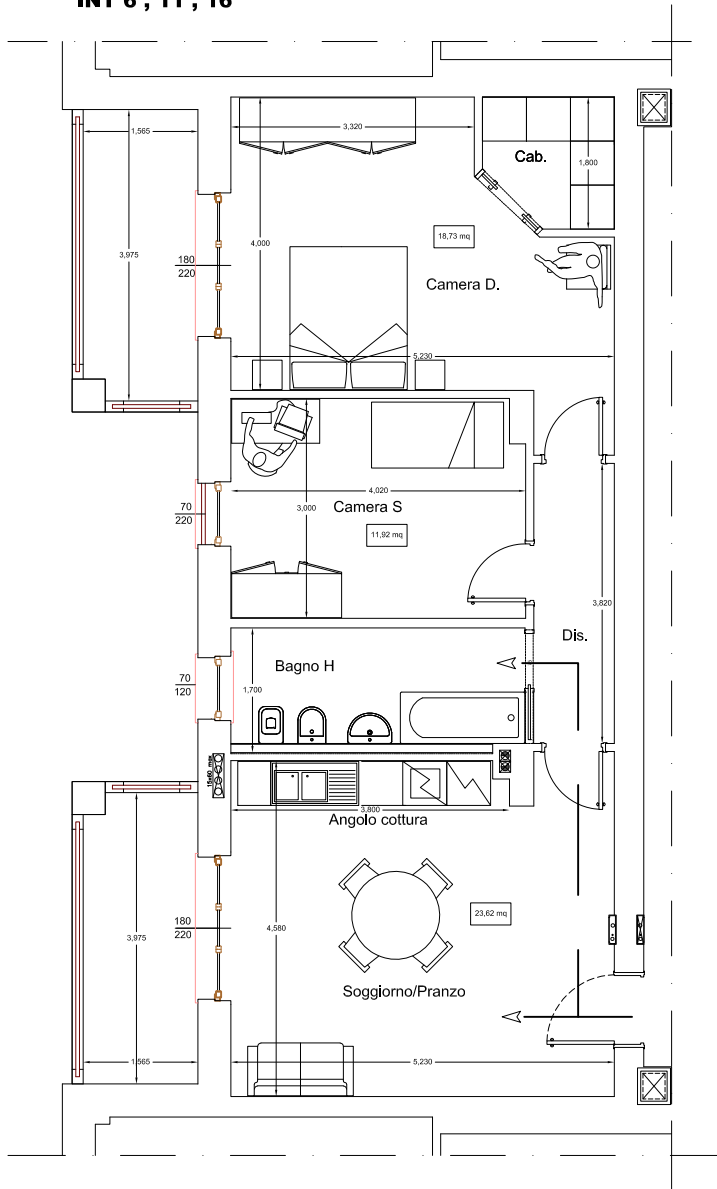 INT 6 , 11 , 16
3,320
1,565
Cab.
1,800
18,73 mq
4,000
3,975
180
220
Camera D.
5,230
4,020
3,000
Camera S
70
220
11,92 mq
3,820
Dis.
Bagno H
70
120
1,700
15x60 max
3,800
Angolo cottura
23,62 mq
180
220
4,580
3,975
Soggiorno/Pranzo
1,565
5,230